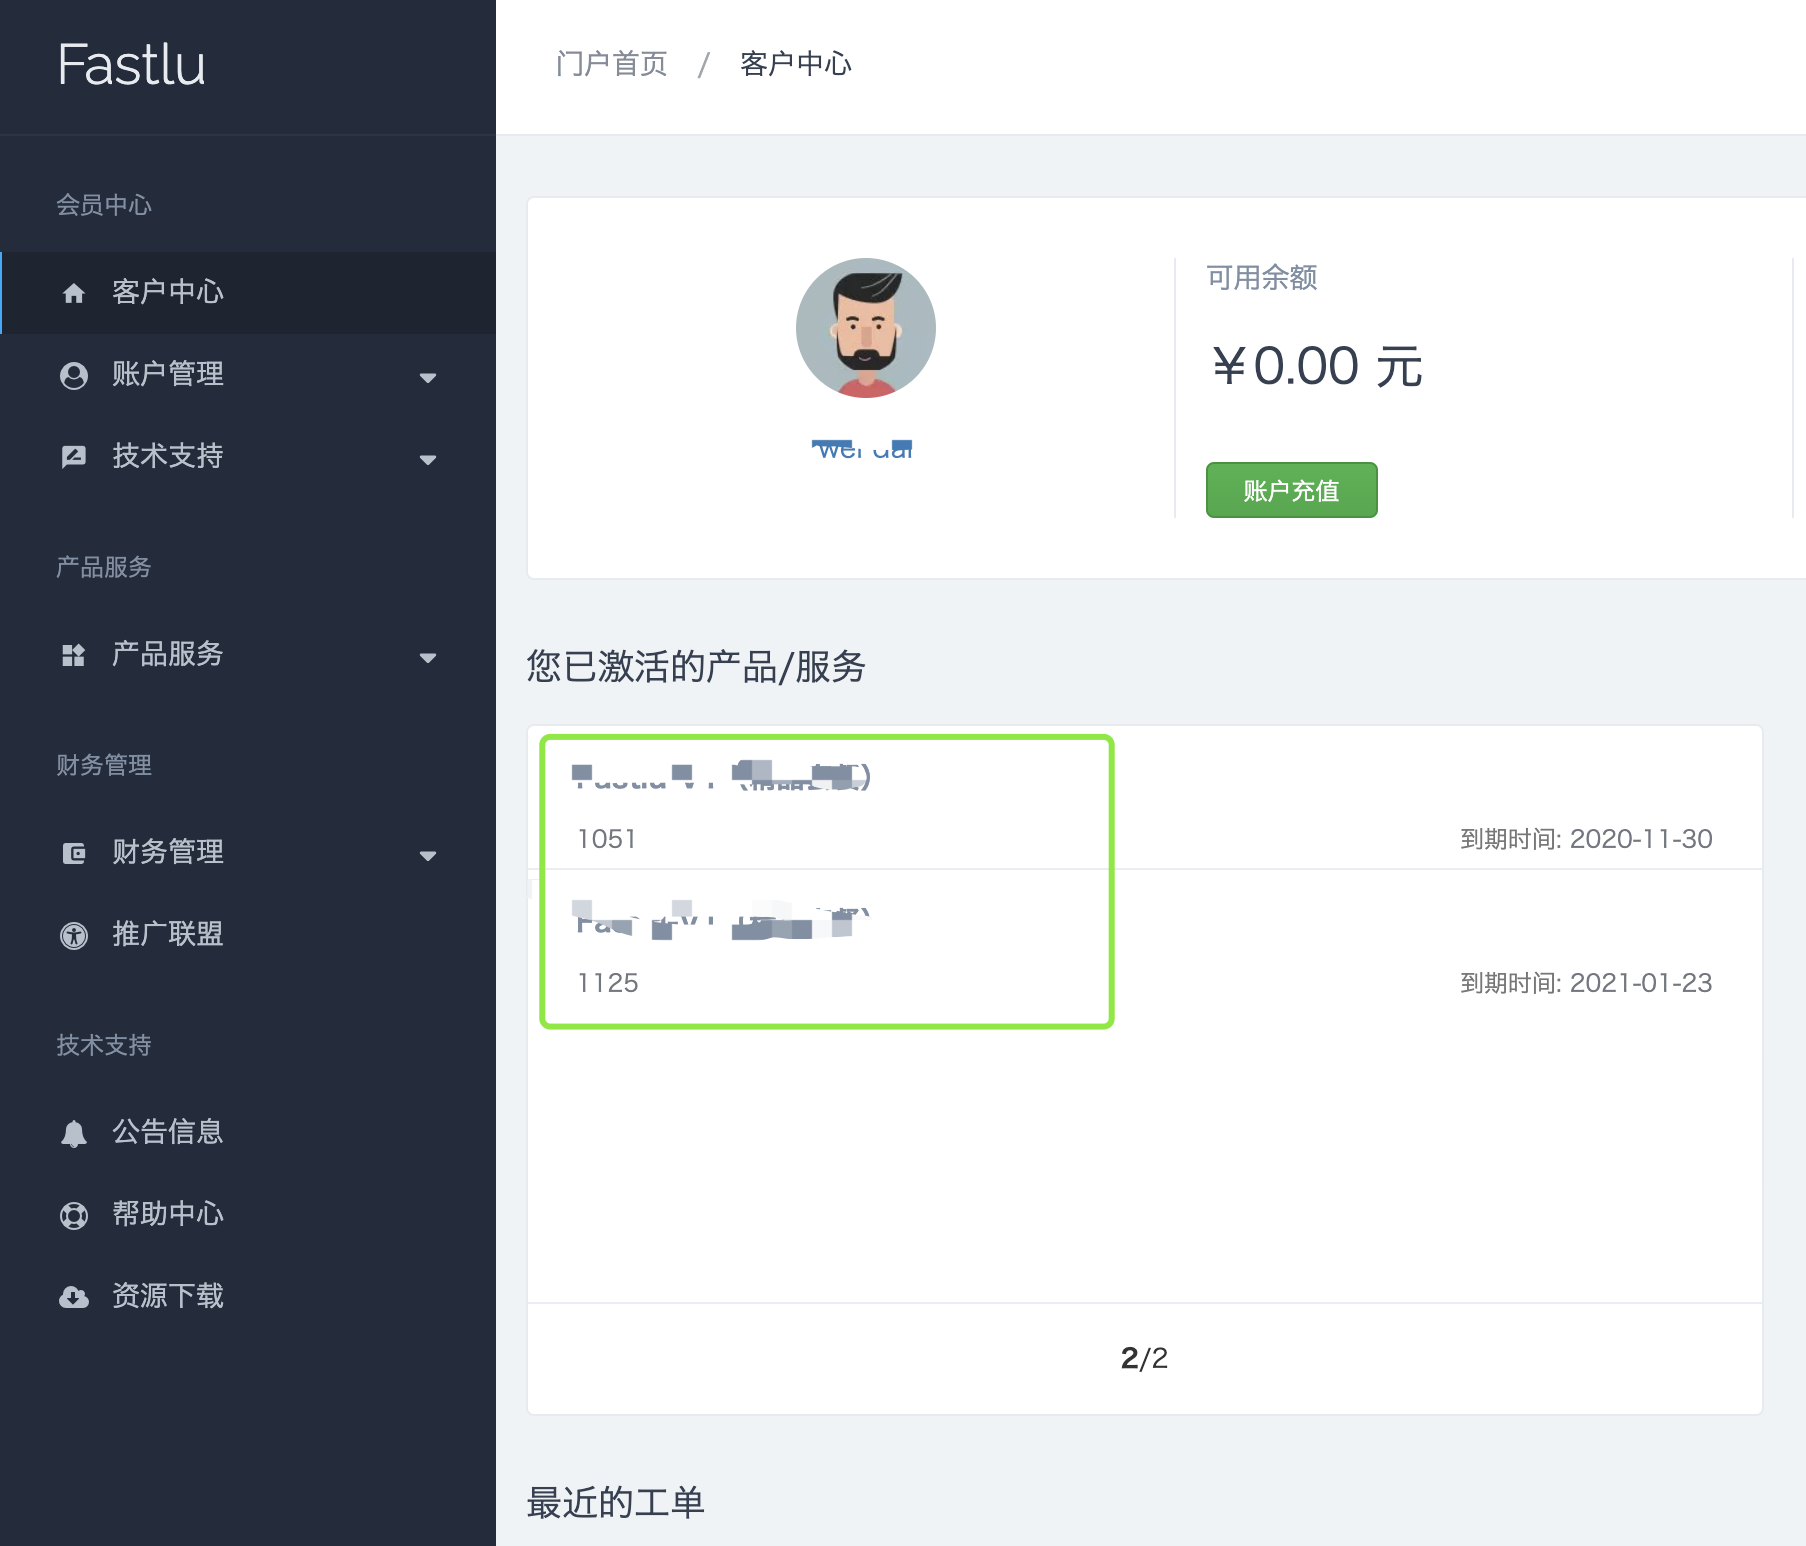 Fastlu
会员中心
客户中心
账户管理
技术支持
产品服务
产品服务
财务管理
财务管理
推广联盟
技术支持
公告信息
帮助中心
资源下载
门户首页 / 客户中心
可用余额
￥0.00 元
账户充值
您已激活的产品/服务
1051
到期时间: 2020-11-30
1125
到期时间: 2021-01-23
2/2
最近的工单